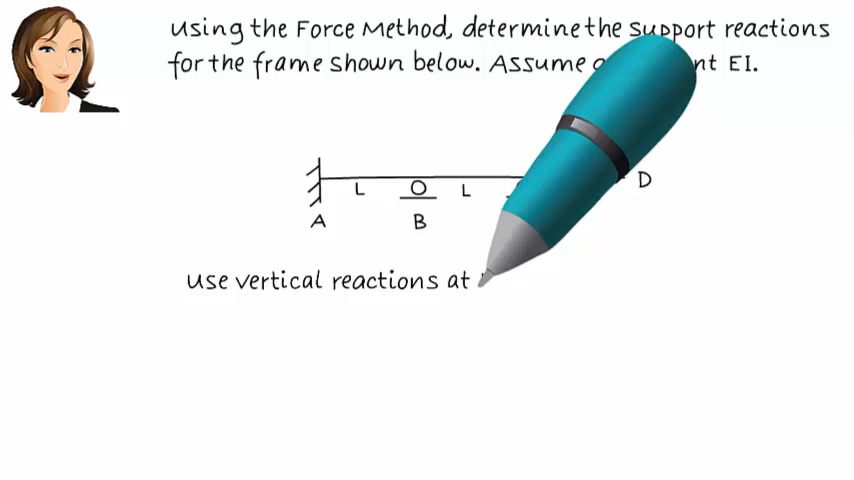 Using the Force Method, determine the support reactions
for the frame shown below. Assume EI.
L L D
A B
Use vertical reactions at